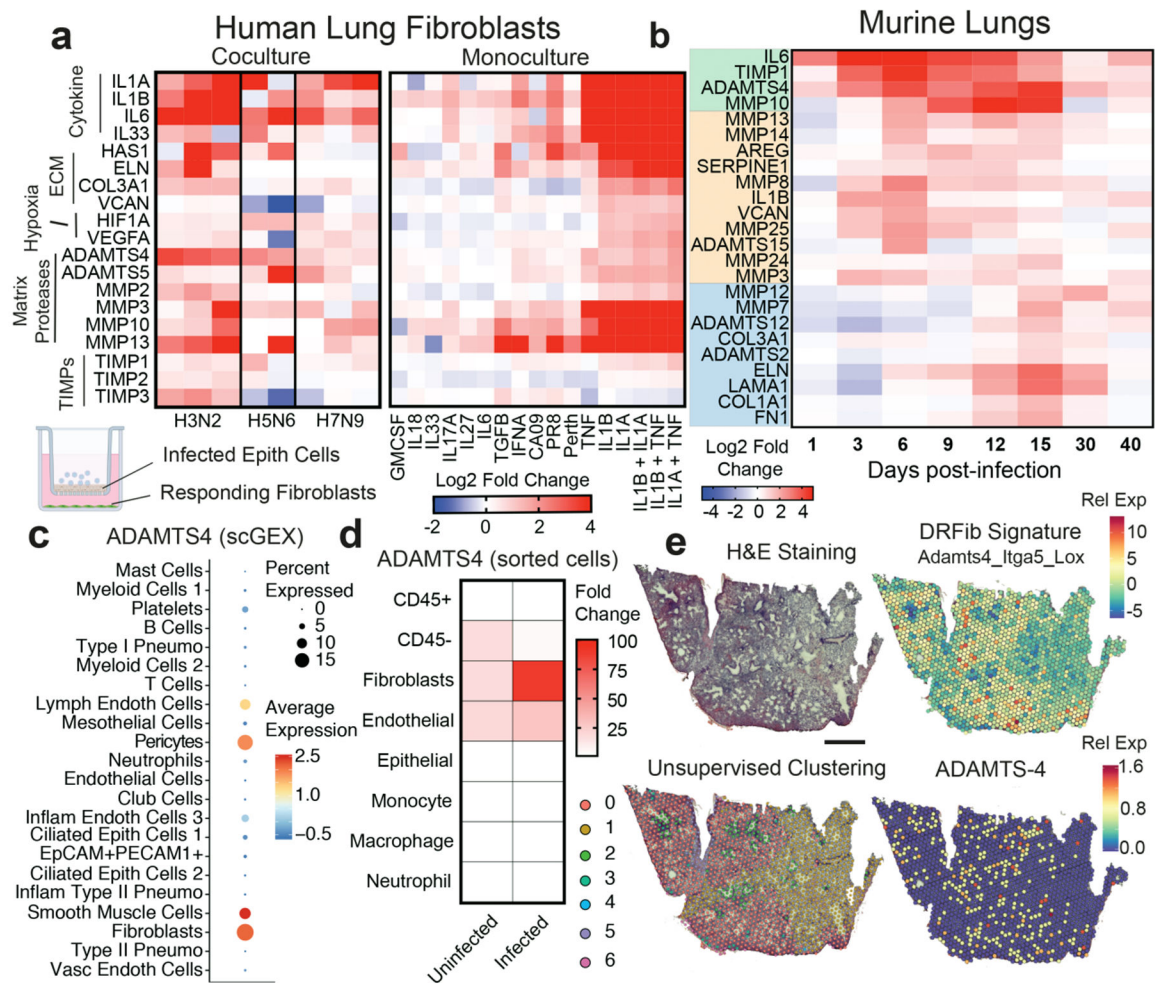 a
Human Lung Fibroblasts
Coculture
Monoculture
Cytokine
IL1A
IL1B
IL6
IL33
ECM
HAS1
ELN
COL3A1
VCAN
Hypoxia
HIF1A
VEGFA
Matrix
Proteases
ADAMTS4
ADAMTS5
MMP2
MMP3
MMP10
MMP13
TIMPs
TIMP1
TIMP2
TIMP3
H3N2 H5N6 H7N9
GMCSF
IL18
IL33
IL17A
IL27
IL6
TGFB
IFNA
CA09
PR8
Perth
TNF
IL1B
IL1A
IL1B + IL1A
IL1B + TNF
IL1A + TNF
Infected Epith Cells
Responding Fibroblasts
Log2 Fold Change
-2 0 2 4
b
Murine Lungs
IL6
TIMP1
ADAMTS4
MMP10
MMP13
MMP14
AREG
SERPINE1
MMP8
IL1B
VCAN
MMP25
ADAMTS15
MMP24
MMP3
MMP12
MMP7
ADAMTS12
COL3A1
ADAMTS2
ELN
LAMA1
COL1A1
FN1
1 3 6 9 12 15 30 40
Days post-infection
Log2 Fold
Change
-4 -2 0 2 4
c
ADAMTS4 (scGEX)
Mast Cells
Myeloid Cells 1
Platelets
B Cells
Type I Pneumo
Myeloid Cells 2
T Cells
Lymph Endoth Cells
Mesothelial Cells
Pericytes
Neutrophils
Endothelial Cells
Club Cells
Inflam Endoth Cells 3
Ciliated Epith Cells 1
EpCAM+PECAM1+
Ciliated Epith Cells 2
Inflam Type II Pneumo
Smooth Muscle Cells
Fibroblasts
Type II Pneumo
Vasc Endoth Cells
Percent
Expressed
0
5
10
15
Average
Expression
2.5
1.0
−0.5
d
ADAMTS4 (sorted cells)
CD45+
CD45-
Fibroblasts
Endothelial
Epithelial
Monocyte
Macrophage
Neutrophil
Uninfected
Infected
Fold
Change
100
75
50
25
0
1
2
3
4
5
6
e
H&E Staining
DRFib Signature
Adamts4_Itga5_Lox
Rel Exp
10
5
0
-5
Unsupervised Clustering
ADAMTS-4
Rel Exp
1.6
0.8
0.0